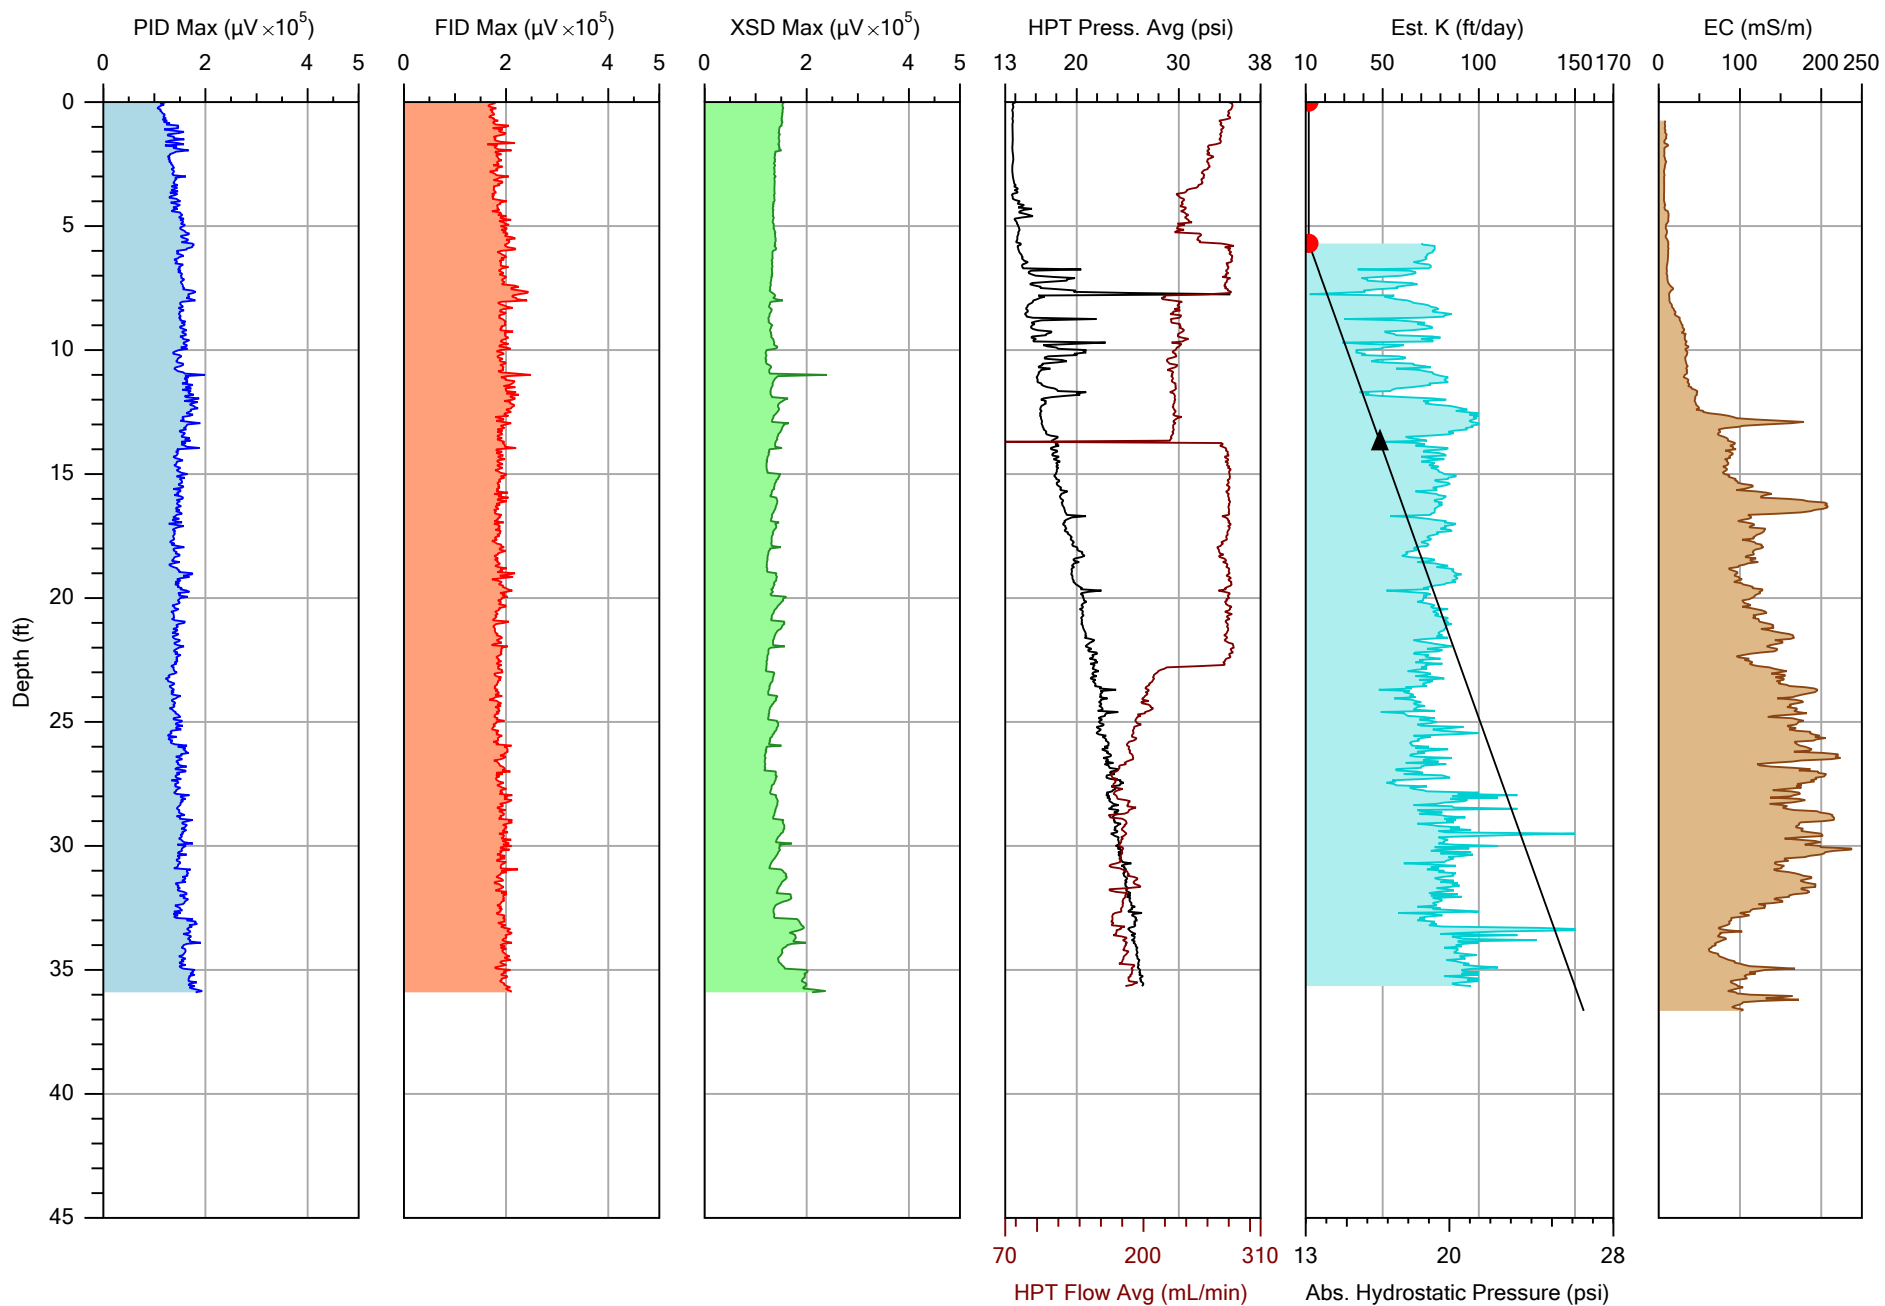 PID Max (µV ×10⁵) FID Max (µV ×10⁵) XSD Max (µV ×10⁵) HPT Press. Avg (psi) Est. K (ft/day) EC (mS/m)
0 2 4 5 0 2 4 5 0 2 4 5 13 20 30 38 10 50 100 150 170 0 100 200 250
0
5
10
15
20
25
30
35
40
45
Depth (ft)
70 200 310 13 20 28
HPT Flow Avg (mL/min) Abs. Hydrostatic Pressure (psi)